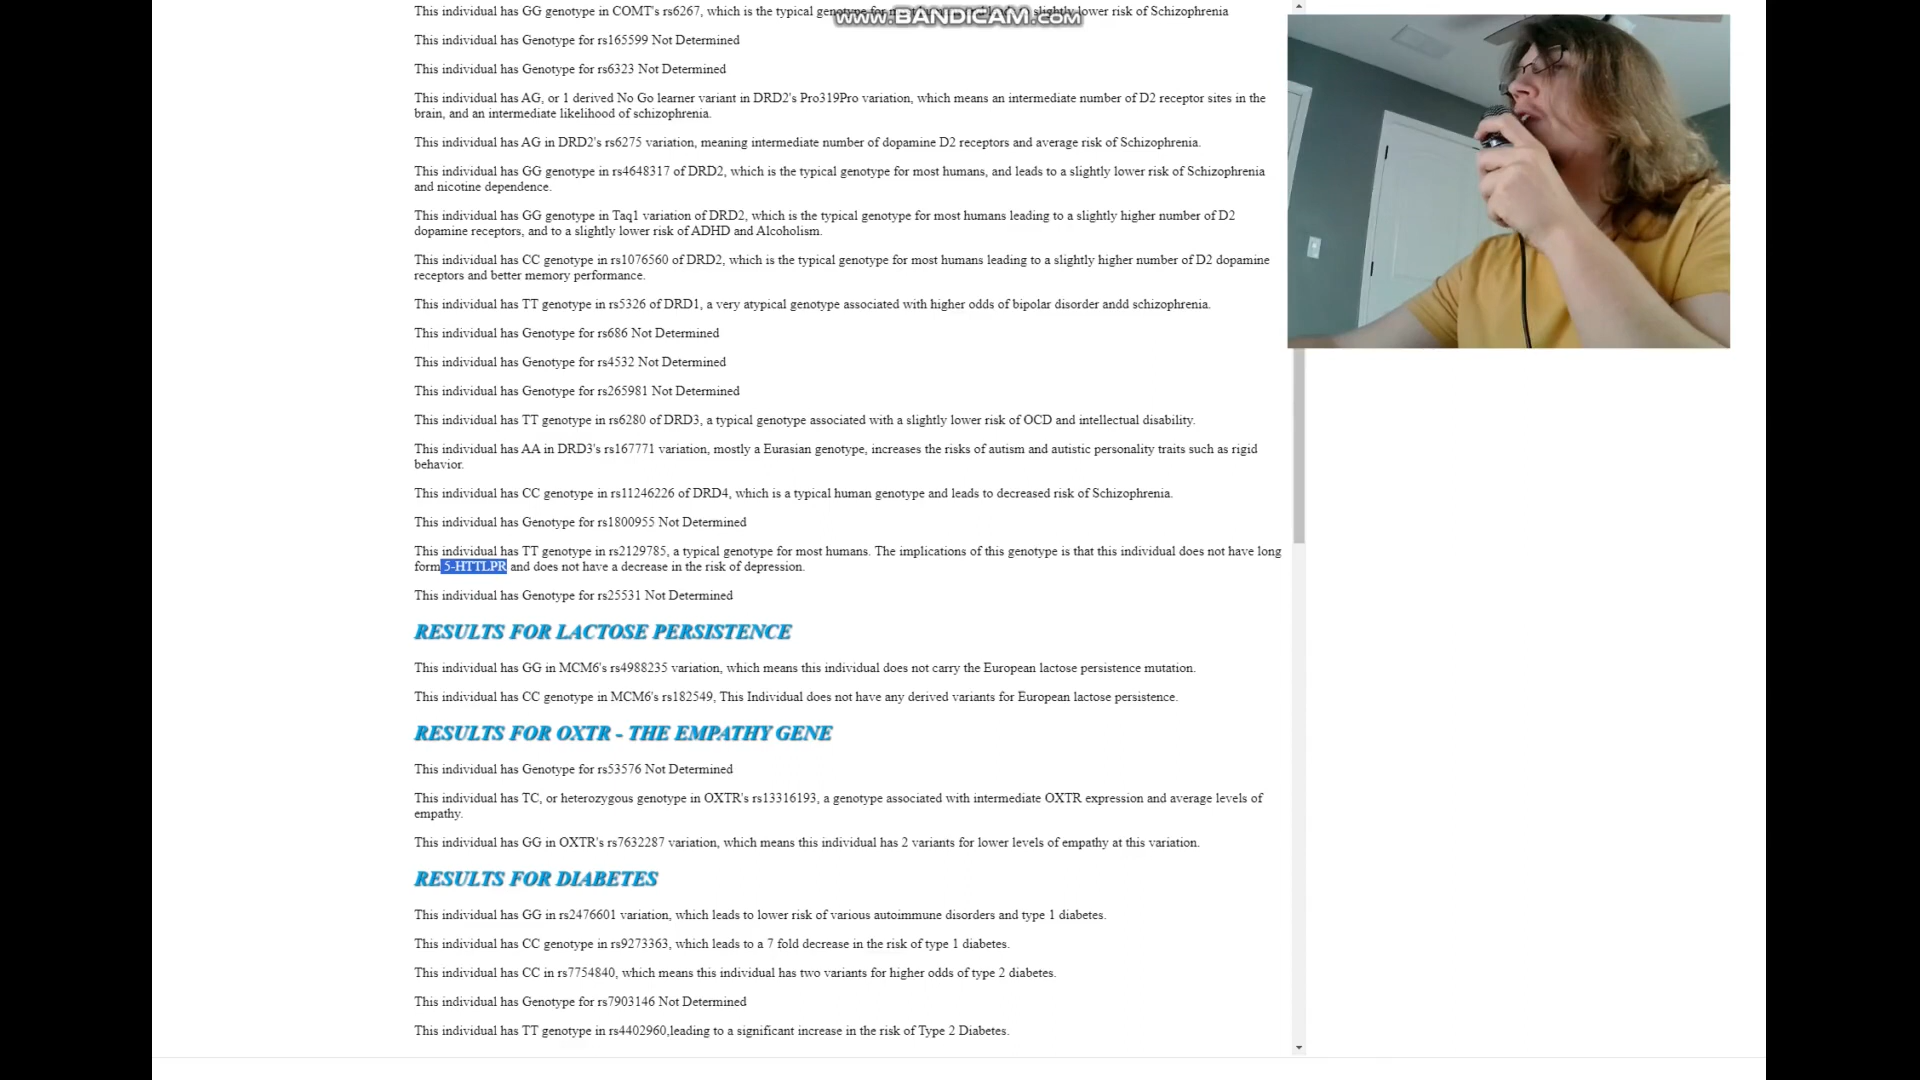 This individual has GG genotype in COMT's rs6267, which is the typical genotype for most slightly lower risk of Schizophrenia
www.BANDICAM.com
This individual has Genotype for rs165599 Not Determined
This individual has Genotype for rs6323 Not Determined
This individual has AG, or 1 derived No Go learner variant in DRD2's Pro319Pro variation, which means an intermediate number of D2 receptor sites in the
brain, and an intermediate likelihood of schizophrenia.
This individual has AG in DRD2's rs6275 variation, meaning intermediate number of dopamine D2 receptors and average risk of Schizophrenia.
This individual has GG genotype in rs4648317 of DRD2, which is the typical genotype for most humans, and leads to a slightly lower risk of Schizophrenia
and nicotine dependence.
This individual has GG genotype in Taq1 variation of DRD2, which is the typical genotype for most humans leading to a slightly higher number of D2
dopamine receptors, and to a slightly lower risk of ADHD and Alcoholism.
This individual has CC genotype in rs1076560 of DRD2, which is the typical genotype for most humans leading to a slightly higher number of D2 dopamine
receptors and better memory performance.
This individual has TT genotype in rs5326 of DRD1, a very atypical genotype associated with higher odds of bipolar disorder andd schizophrenia.
This individual has Genotype for rs686 Not Determined
This individual has Genotype for rs4532 Not Determined
This individual has Genotype for rs265981 Not Determined
This individual has TT genotype in rs6280 of DRD3, a typical genotype associated with a slightly lower risk of OCD and intellectual disability.
This individual has AA in DRD3's rs167771 variation, mostly a Eurasian genotype, increases the risks of autism and autistic personality traits such as rigid
behavior.
This individual has CC genotype in rs11246226 of DRD4, which is a typical human genotype and leads to decreased risk of Schizophrenia.
This individual has Genotype for rs1800955 Not Determined
This individual has TT genotype in rs2129785, a typical genotype for most humans. The implications of this genotype is that this individual does not have long
form 5-HTTLPR and does not have a decrease in the risk of depression.
This individual has Genotype for rs25531 Not Determined
RESULTS FOR LACTOSE PERSISTENCE
This individual has GG in MCM6's rs4988235 variation, which means this individual does not carry the European lactose persistence mutation.
This individual has CC genotype in MCM6's rs182549, This Individual does not have any derived variants for European lactose persistence.
RESULTS FOR OXTR - THE EMPATHY GENE
This individual has Genotype for rs53576 Not Determined
This individual has TC, or heterozygous genotype in OXTR's rs13316193, a genotype associated with intermediate OXTR expression and average levels of
empathy.
This individual has GG in OXTR's rs7632287 variation, which means this individual has 2 variants for lower levels of empathy at this variation.
RESULTS FOR DIABETES
This individual has GG in rs2476601 variation, which leads to lower risk of various autoimmune disorders and type 1 diabetes.
This individual has CC genotype in rs9273363, which leads to a 7 fold decrease in the risk of type 1 diabetes.
This individual has CC in rs7754840, which means this individual has two variants for higher odds of type 2 diabetes.
This individual has Genotype for rs7903146 Not Determined
This individual has TT genotype in rs4402960,leading to a significant increase in the risk of Type 2 Diabetes.